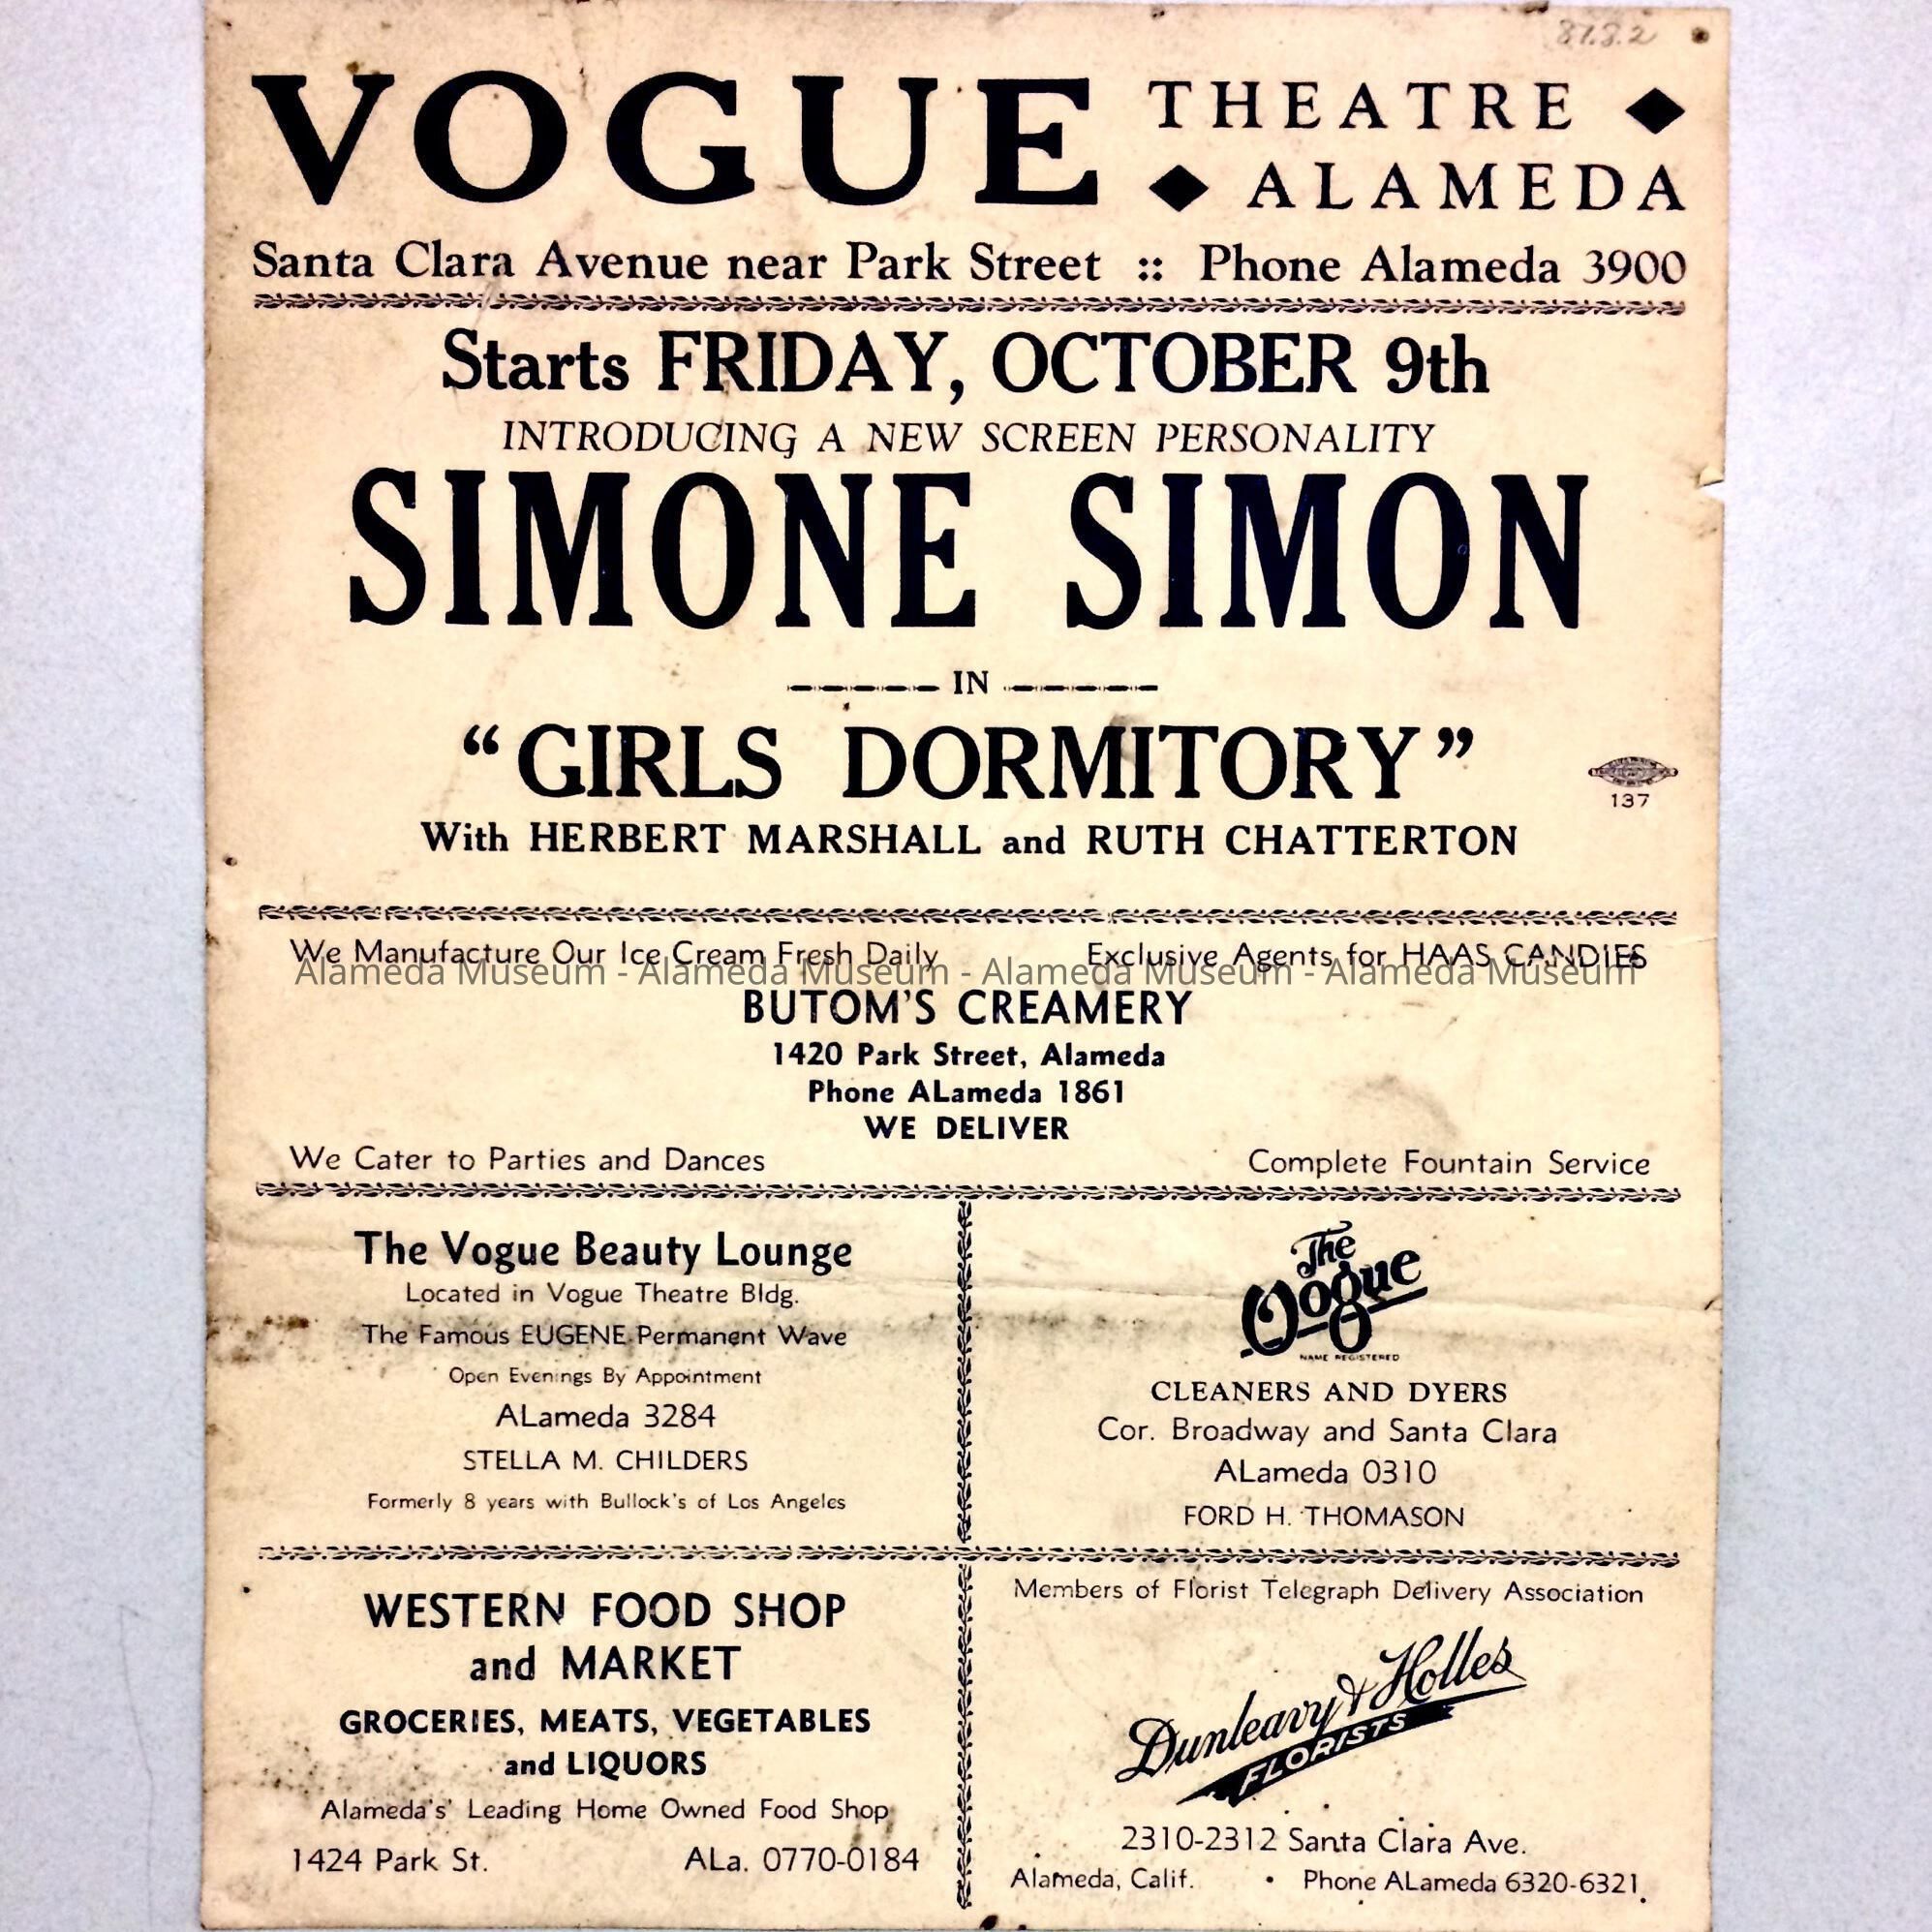 87.8.2
VOGUE THEATRE ◆
◆ ALAMEDA
Santa Clara Avenue near Park Street :: Phone Alameda 3900
Starts FRIDAY, OCTOBER 9th
INTRODUCING A NEW SCREEN PERSONALITY
SIMONE SIMON
IN
“GIRLS DORMITORY”
137
With HERBERT MARSHALL and RUTH CHATTERTON
We Manufacture Our Ice Cream Fresh Daily Exclusive Agents for HAAS CANDIES
Alameda Museum - Alameda Museum - Alameda Museum - Alameda Museum
BUTOM'S CREAMERY
1420 Park Street, Alameda
Phone ALameda 1861
WE DELIVER
We Cater to Parties and Dances Complete Fountain Service
The Vogue Beauty Lounge
Located in Vogue Theatre Bldg.
The Famous EUGENE Permanent Wave
Open Evenings By Appointment
ALameda 3284
STELLA M. CHILDERS
Formerly 8 years with Bullock's of Los Angeles
The
Vogue
NAME REGISTERED
CLEANERS AND DYERS
Cor. Broadway and Santa Clara
ALameda 0310
FORD H. THOMASON
WESTERN FOOD SHOP
and MARKET
GROCERIES, MEATS, VEGETABLES
and LIQUORS
Alameda's' Leading Home Owned Food Shop
1424 Park St. ALa. 0770-0184
Members of Florist Telegraph Delivery Association
Dunleavy & Holles
FLORISTS
2310-2312 Santa Clara Ave.
Alameda, Calif. • Phone ALameda 6320-6321